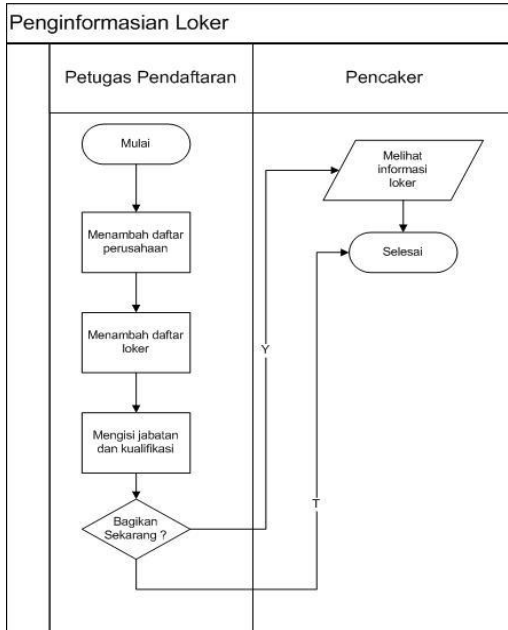 Penginformasian Loker
Petugas Pendaftaran
Pencaker
Mulai
Menambah daftar
perusahaan
Menambah daftar
loker
Mengisi jabatan
dan kualifikasi
Bagikan
Sekarang ?
Y
T
Melihat
informasi
loker
Selesai